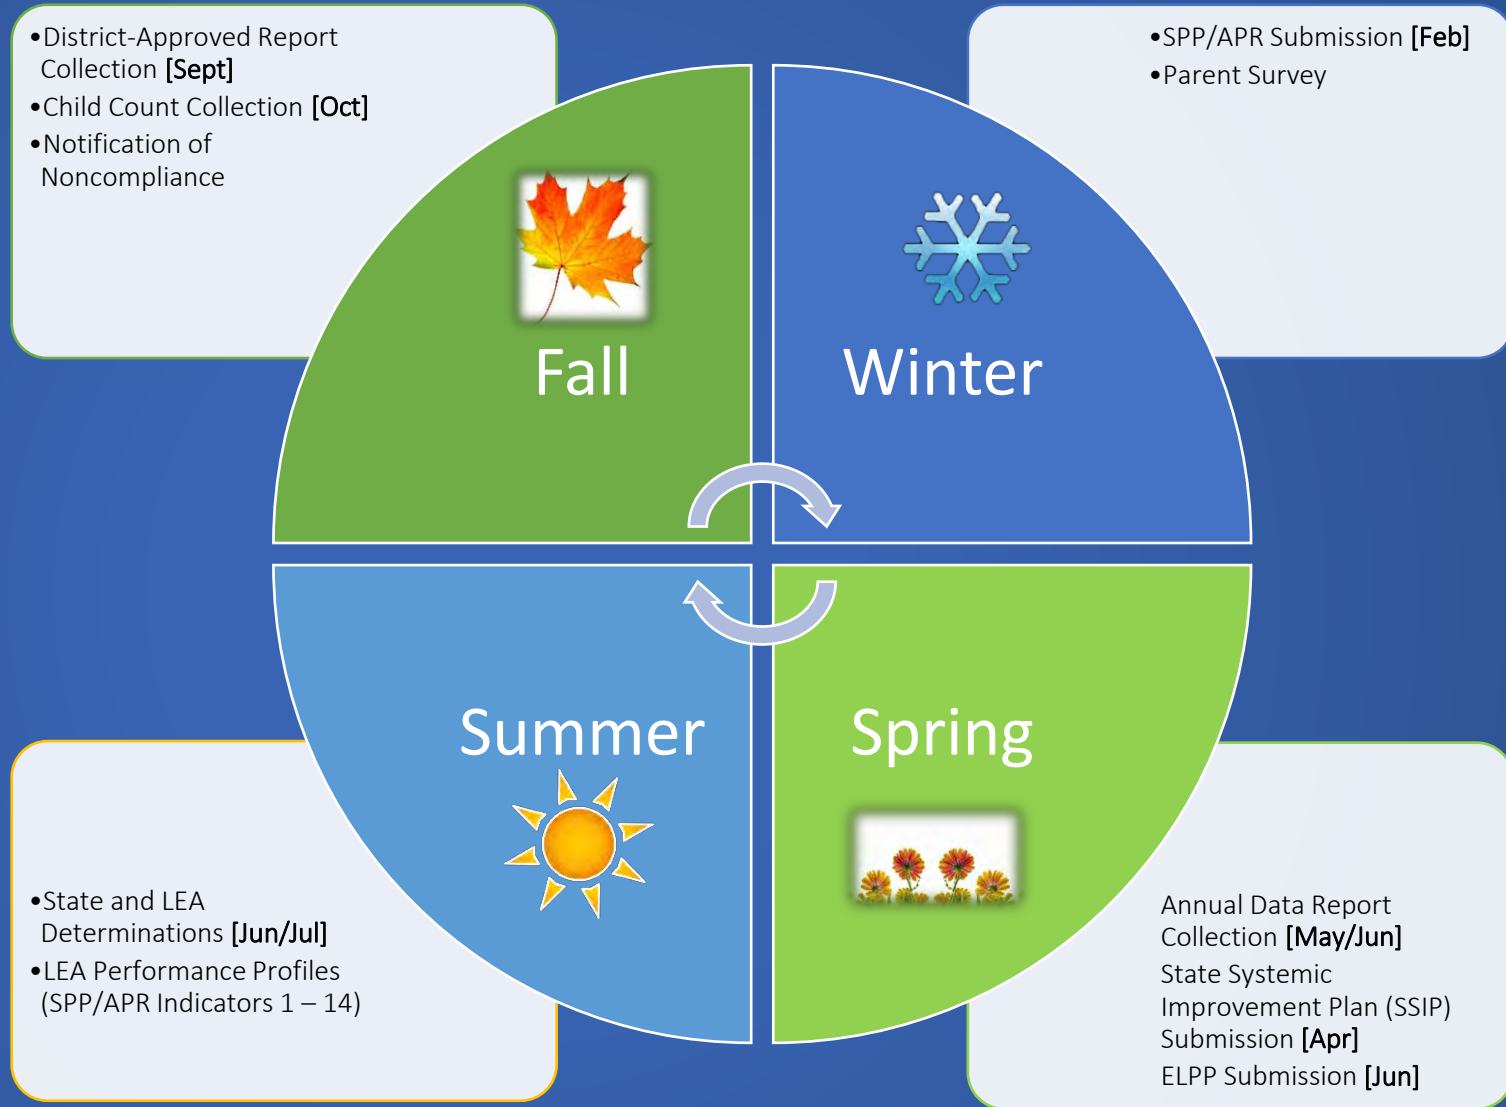 •District-Approved Report
Collection [Sept]
•Child Count Collection [Oct]
•Notification of
Noncompliance
•SPP/APR Submission [Feb]
•Parent Survey
Fall
Winter
Summer
Spring
•State and LEA
Determinations [Jun/Jul]
•LEA Performance Profiles
(SPP/APR Indicators 1 – 14)
Annual Data Report
Collection [May/Jun]
State Systemic
Improvement Plan (SSIP)
Submission [Apr]
ELPP Submission [Jun]